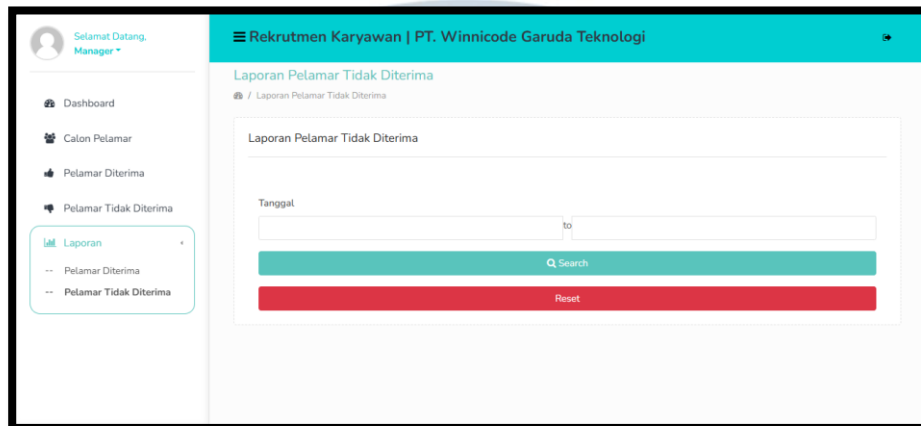 Selamat Datang,
Manager
Rekrutmen Karyawan | PT. Winnicode Garuda Teknologi
Dashboard
Calon Pelamar
Pelamar Diterima
Pelamar Tidak Diterima
Laporan
-- Pelamar Diterima
-- Pelamar Tidak Diterima
Laporan Pelamar Tidak Diterima
/ Laporan Pelamar Tidak Diterima
Laporan Pelamar Tidak Diterima
Tanggal
to
Search
Reset